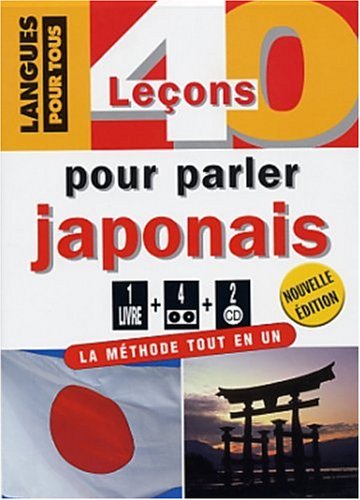 LANGUES
POUR TOUS
40
Leçons
pour parler
japonais
1
LIVRE
+
4
+
2
CD
NOUVELLE
ÉDITION
LA MÉTHODE TOUT EN UN